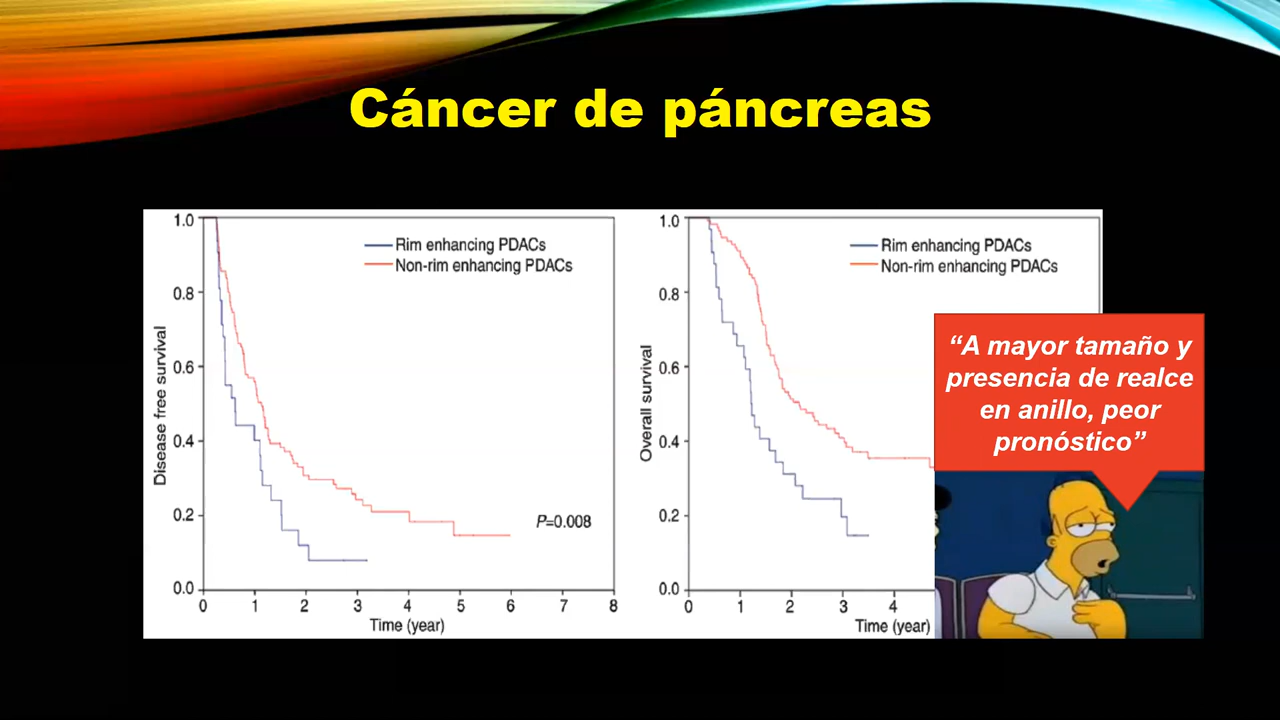 Cáncer de páncreas
1.0
0.8
0.6
0.4
0.2
0.0
Disease free survival
Rim enhancing PDACs
Non-rim enhancing PDACs
P=0.008
0 1 2 3 4 5 6 7 8
Time (year)
1.0
0.8
0.6
0.4
0.2
0.0
Overall survival
Rim enhancing PDACs
Non-rim enhancing PDACs
0 1 2 3 4
Time (year)
“A mayor tamaño y
presencia de realce
en anillo, peor
pronóstico”